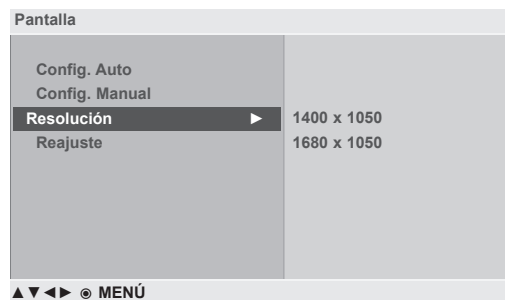 Pantalla
Config. Auto
Config. Manual
Resolución ► 1400 x 1050
Reajuste 1680 x 1050
▲▼◄► ◉ MENÚ